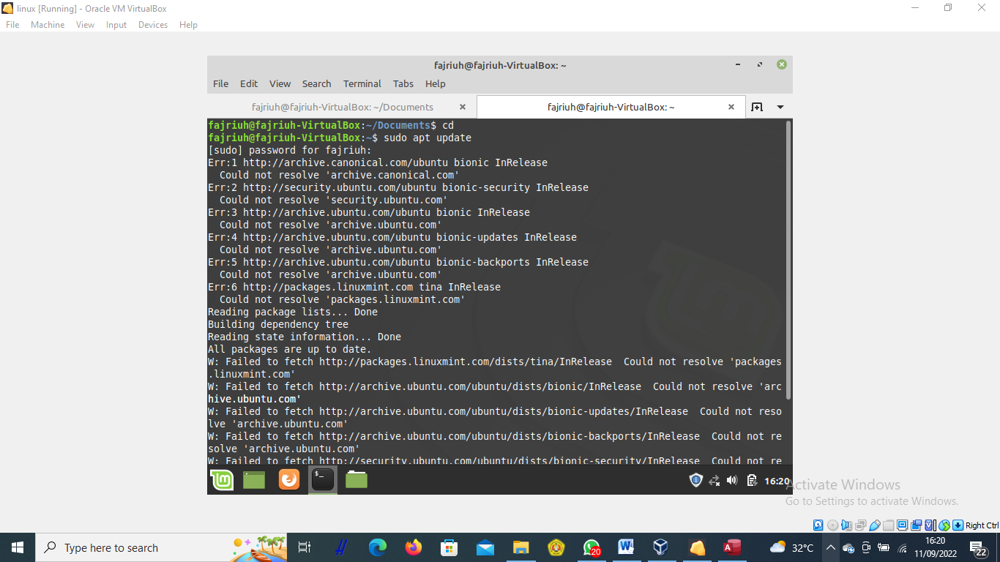 linux [Running] - Oracle VM VirtualBox
File Machine View Input Devices Help
fajriuh@fajriuh-VirtualBox: ~
File Edit View Search Terminal Tabs Help
fajriuh@fajriuh-VirtualBox: ~/Documents
fajriuh@fajriuh-VirtualBox: ~
fajriuh@fajriuh-VirtualBox:~/Documents$ cd
fajriuh@fajriuh-VirtualBox:~$ sudo apt update
[sudo] password for fajriuh:
Err:1 http://archive.canonical.com/ubuntu bionic InRelease
  Could not resolve 'archive.canonical.com'
Err:2 http://security.ubuntu.com/ubuntu bionic-security InRelease
  Could not resolve 'security.ubuntu.com'
Err:3 http://archive.ubuntu.com/ubuntu bionic InRelease
  Could not resolve 'archive.ubuntu.com'
Err:4 http://archive.ubuntu.com/ubuntu bionic-updates InRelease
  Could not resolve 'archive.ubuntu.com'
Err:5 http://archive.ubuntu.com/ubuntu bionic-backports InRelease
  Could not resolve 'archive.ubuntu.com'
Err:6 http://packages.linuxmint.com tina InRelease
  Could not resolve 'packages.linuxmint.com'
Reading package lists... Done
Building dependency tree
Reading state information... Done
All packages are up to date.
W: Failed to fetch http://packages.linuxmint.com/dists/tina/InRelease  Could not resolve 'packages
.linuxmint.com'
W: Failed to fetch http://archive.ubuntu.com/ubuntu/dists/bionic/InRelease  Could not resolve 'arc
hive.ubuntu.com'
W: Failed to fetch http://archive.ubuntu.com/ubuntu/dists/bionic-updates/InRelease  Could not reso
lve 'archive.ubuntu.com'
W: Failed to fetch http://archive.ubuntu.com/ubuntu/dists/bionic-backports/InRelease  Could not re
solve 'archive.ubuntu.com'
W: Failed to fetch http://security.ubuntu.com/ubuntu/dists/bionic-security/InRelease  Could not re
16:20
Activate Windows
Go to Settings to activate Windows.
Right Ctrl
Type here to search
20
32°C
16:20
11/09/2022
22